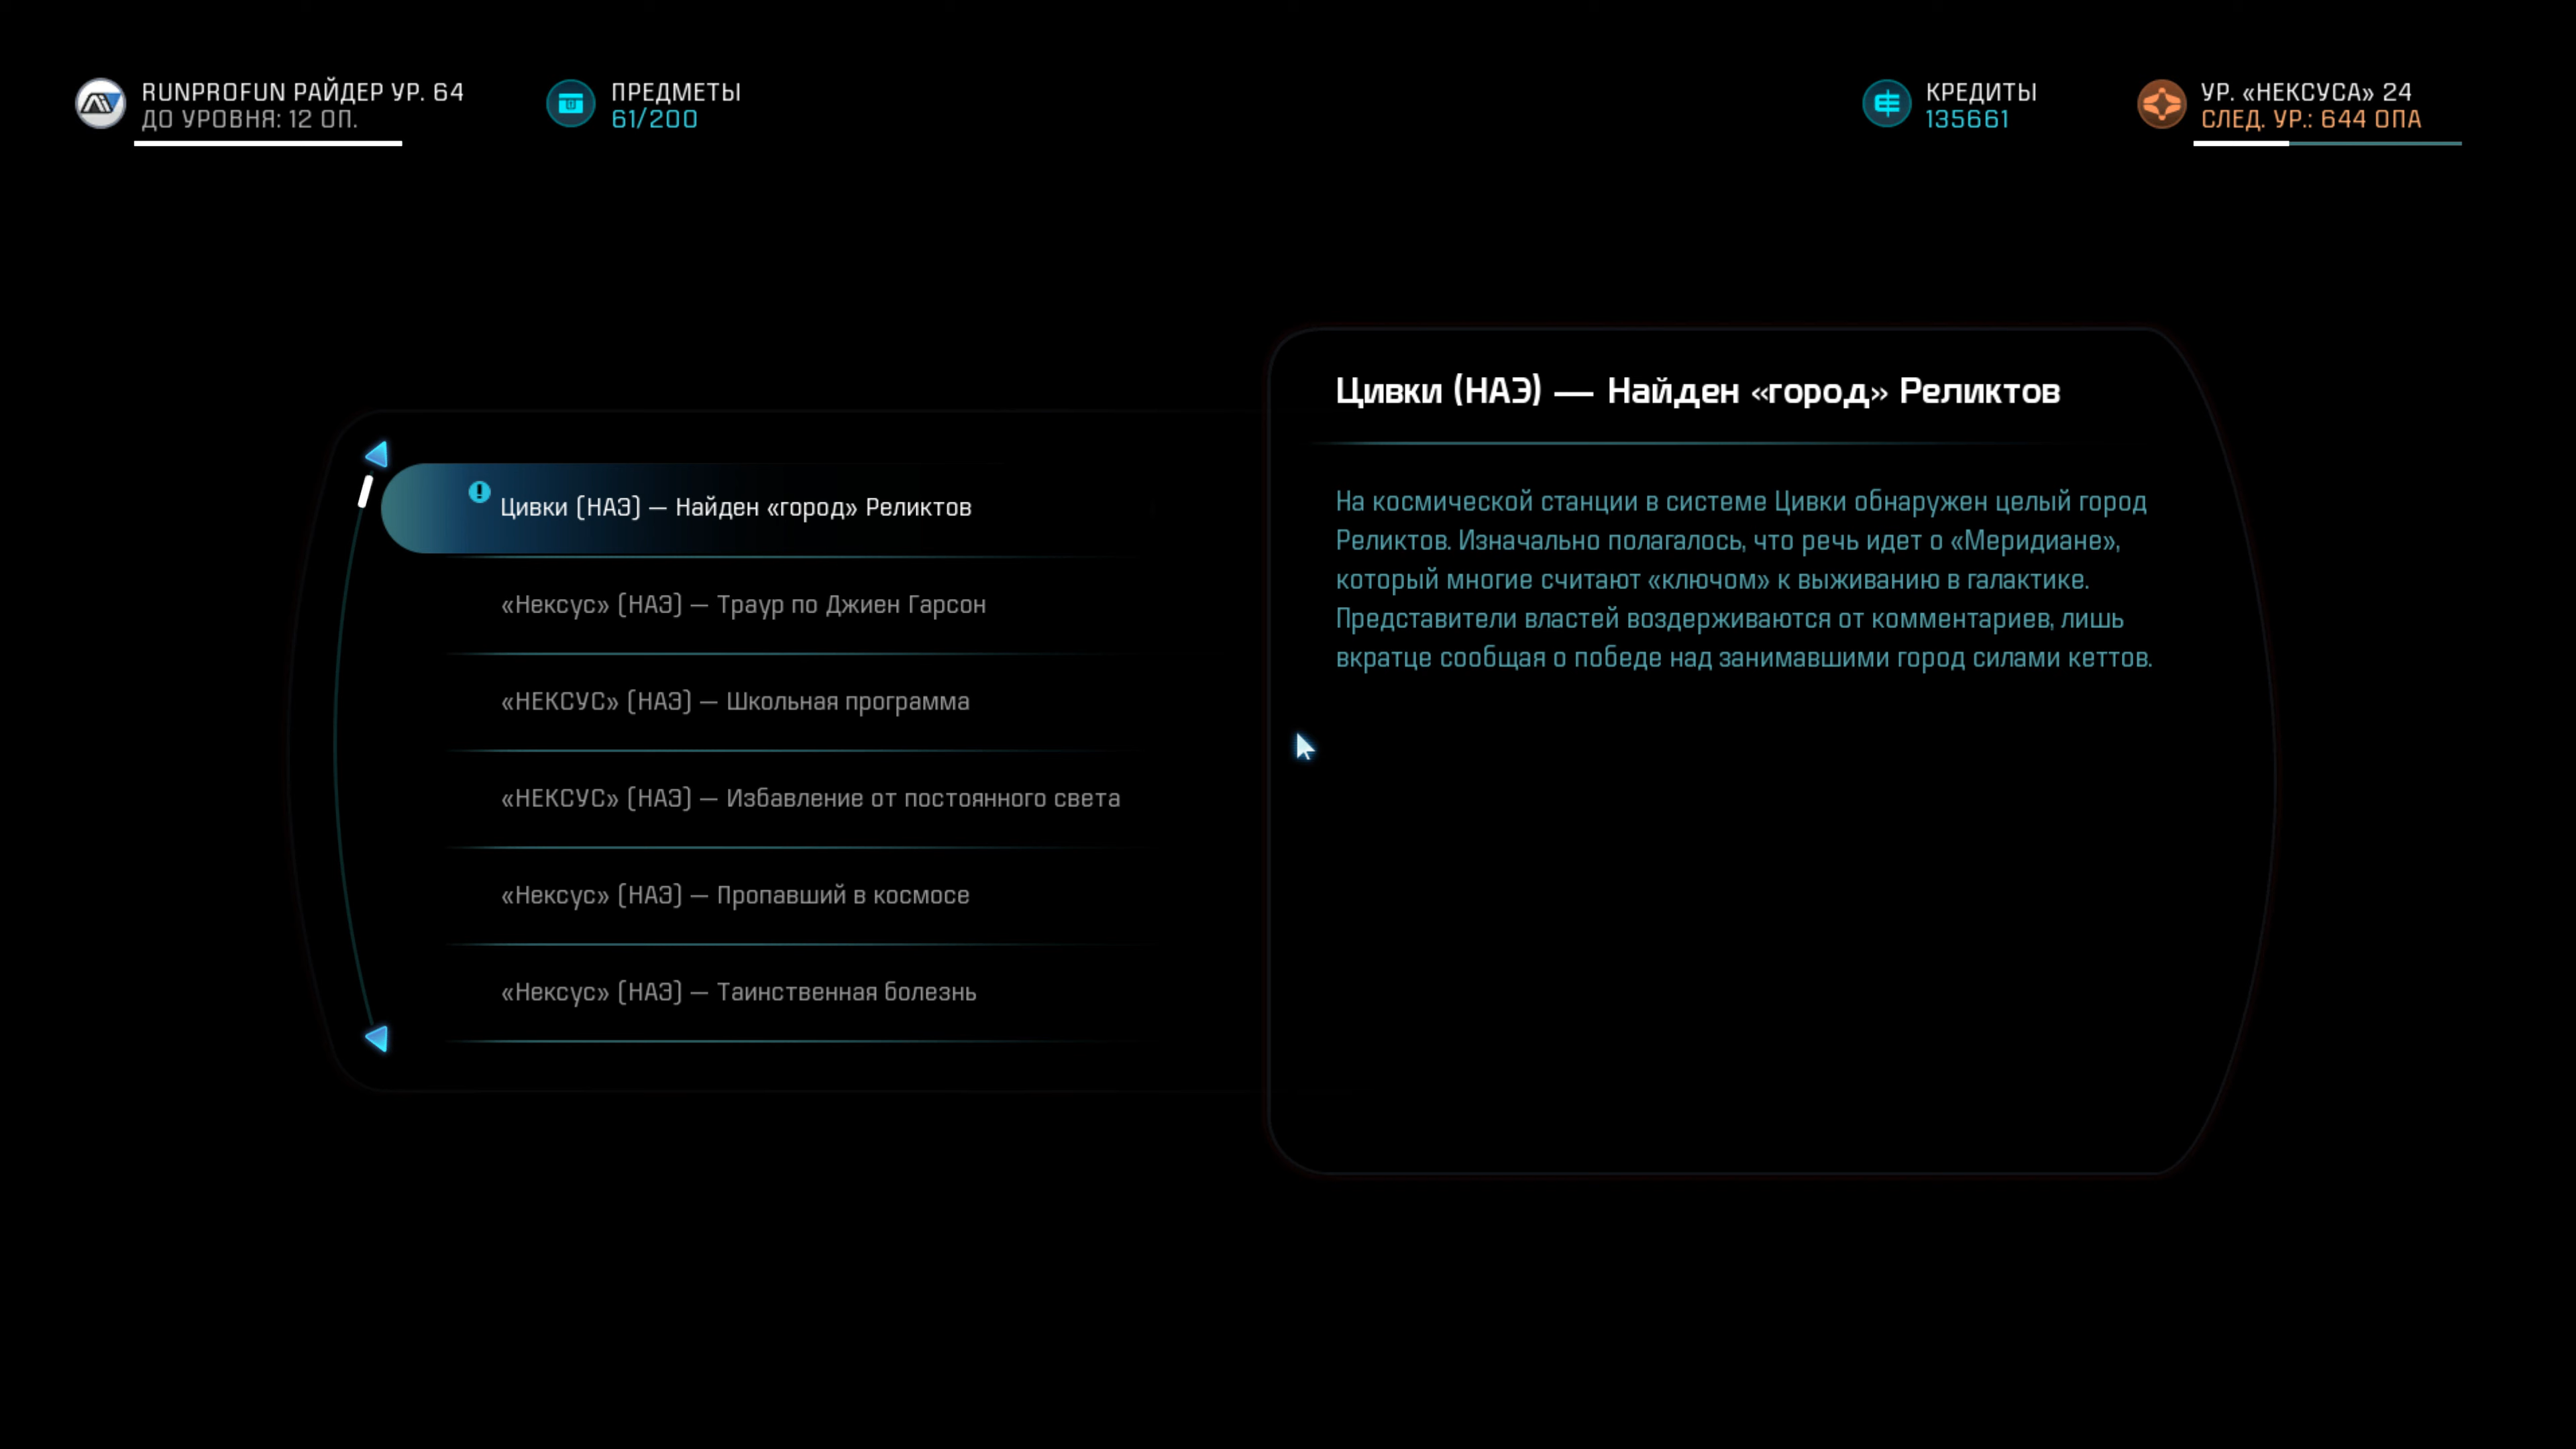 RUNPROFUN РАЙДЕР УР. 64
ДО УРОВНЯ: 12 ОП.
ПРЕДМЕТЫ
61/200
КРЕДИТЫ
135661
УР. «НЕКСУСА» 24
СЛЕД. УР.: 644 ОПА
Цивки (НАЭ) — Найден «город» Реликтов
«Нексус» (НАЭ) — Траур по Джиен Гарсон
«НЕКСУС» (НАЭ) — Школьная программа
«НЕКСУС» (НАЭ) — Избавление от постоянного света
«Нексус» (НАЭ) — Пропавший в космосе
«Нексус» (НАЭ) — Таинственная болезнь
Цивки (НАЭ) — Найден «город» Реликтов
На космической станции в системе Цивки обнаружен целый город
Реликтов. Изначально полагалось, что речь идет о «Меридиане»,
который многие считают «ключом» к выживанию в галактике.
Представители властей воздерживаются от комментариев, лишь
вкратце сообщая о победе над занимавшими город силами кеттов.